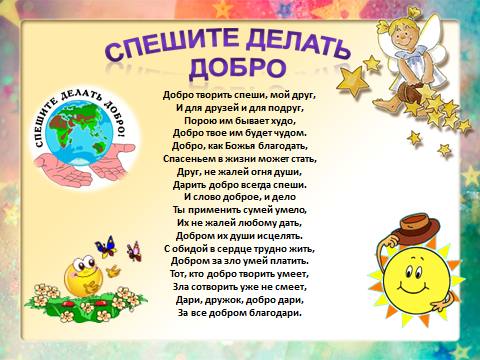 СПЕШИТЕ ДЕЛАТЬ
ДОБРО
СПЕШИТЕ ДЕЛАТЬ ДОБРО!
Добро творить спеши, мой друг,
И для друзей и для подруг,
Порою им бывает худо,
Добро твое им будет чудом.
Добро, как Божья благодать,
Спасеньем в жизни может стать,
Друг, не жалей огня души,
Дарить добро всегда спеши.
И слово доброе, и дело
Ты применить сумей умело,
Их не жалей любому дать,
Добром их души исцелять.
С обидой в сердце трудно жить,
Добром за зло умей платить.
Тот, кто добро творить умеет,
Зла сотворить уже не смеет,
Дари, дружок, добро дари,
За все добром благодари.